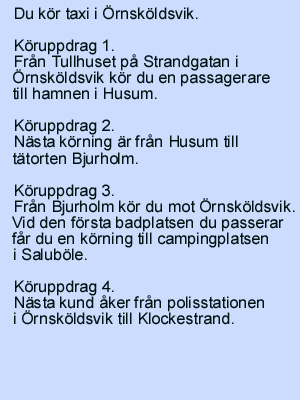 Du kör taxi i Örnsköldsvik.
Köruppdrag 1.
Från Tullhuset på Strandgatan i
Örnsköldsvik kör du en passagerare
till hamnen i Husum.
Köruppdrag 2.
Nästa körning är från Husum till
tätorten Bjurholm.
Köruppdrag 3.
Från Bjurholm kör du mot Örnsköldsvik.
Vid den första badplatsen du passerar
får du en körning till campingplatsen
i Saluböle.
Köruppdrag 4.
Nästa kund åker från polisstationen
i Örnsköldsvik till Klockestrand.